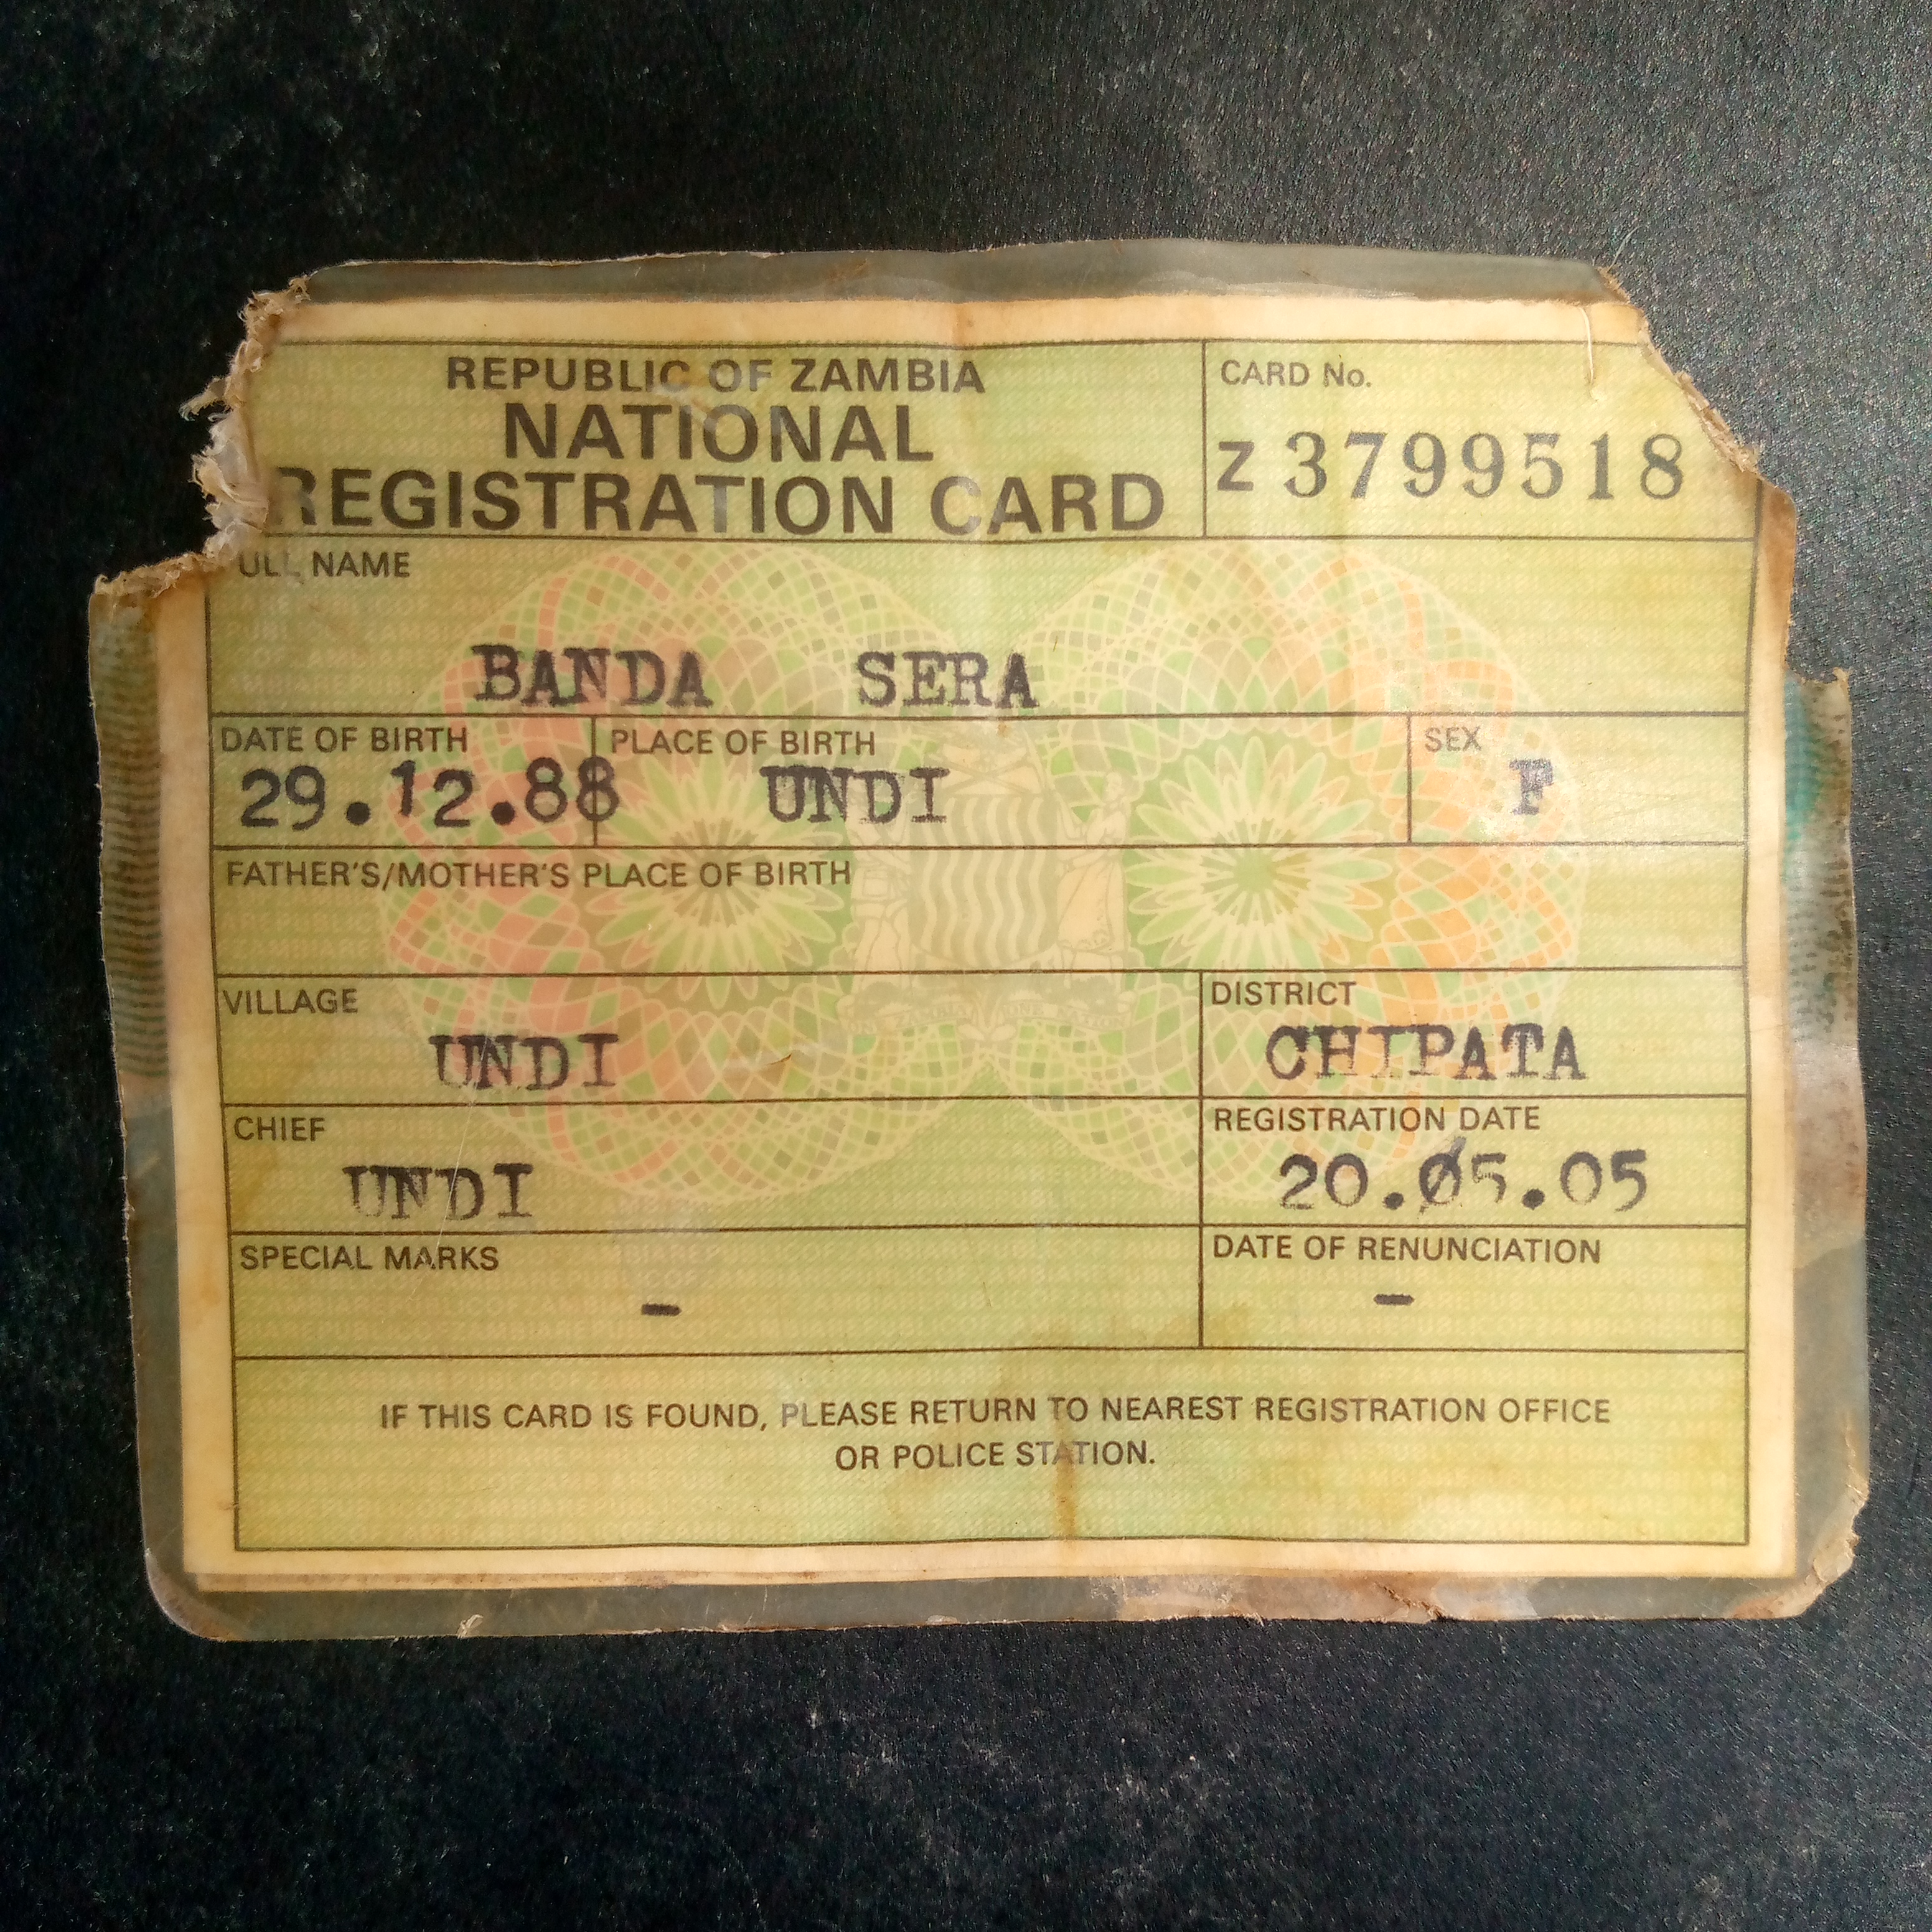 REPUBLIC OF ZAMBIA
NATIONAL
REGISTRATION CARD
CARD No.
Z 3799518
ULL NAME
BANDA SERA
DATE OF BIRTH
29.12.88
PLACE OF BIRTH
UNDI
SEX
F
FATHER'S/MOTHER'S PLACE OF BIRTH
VILLAGE
UNDI
DISTRICT
CHIPATA
CHIEF
UNDI
REGISTRATION DATE
20.05.05
SPECIAL MARKS
-
DATE OF RENUNCIATION
-
IF THIS CARD IS FOUND, PLEASE RETURN TO NEAREST REGISTRATION OFFICE
OR POLICE STATION.